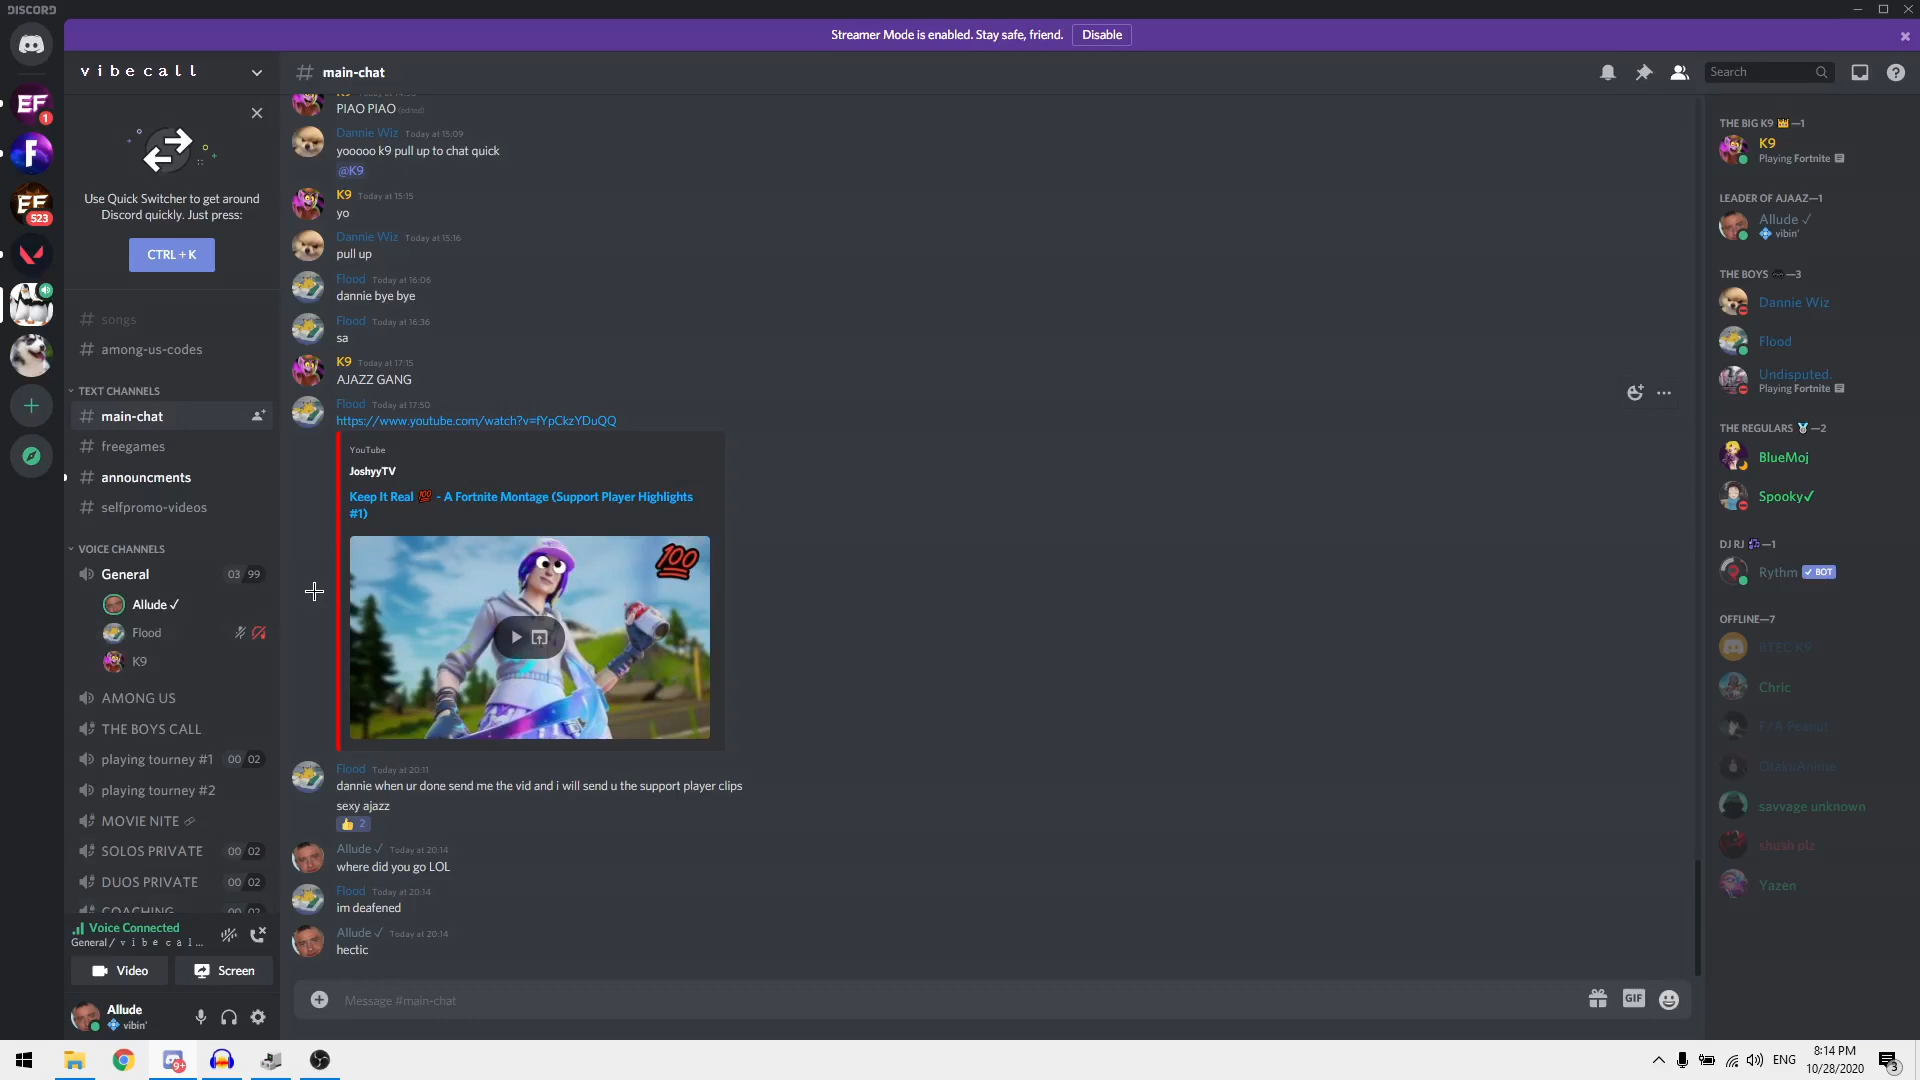 DISCORD
Streamer Mode is enabled. Stay safe, friend. Disable
v i b e c a l l
main-chat
Search
EF
1
F
EF
523
Use Quick Switcher to get around
Discord quickly. Just press:
CTRL + K
# songs
# among-us-codes
TEXT CHANNELS
# main-chat
# freegames
announcments
# selfpromo-videos
VOICE CHANNELS
General 03 99
Allude ✓
Flood
K9
AMONG US
THE BOYS CALL
playing tourney #1 00 02
playing tourney #2
MOVIE NITE
SOLOS PRIVATE 00 02
DUOS PRIVATE 00 02
COACHING 00 02
Voice Connected
General / v i b e c a l...
Video
Screen
Allude
vibin'
PIAO PIAO (edited)
Dannie Wiz Today at 15:09
yooooo k9 pull up to chat quick
@K9
K9 Today at 15:15
yo
Dannie Wiz Today at 15:16
pull up
Flood Today at 16:06
dannie bye bye
Flood Today at 16:36
sa
K9 Today at 17:15
AJAZZ GANG
Flood Today at 17:50
https://www.youtube.com/watch?v=fYpCkzYDuQQ
YouTube
JoshyyTV
Keep It Real 💯 - A Fortnite Montage (Support Player Highlights
#1)
100
Flood Today at 20:11
dannie when ur done send me the vid and i will send u the support player clips
sexy ajazz
👍 2
Allude ✓ Today at 20:14
where did you go LOL
Flood Today at 20:14
im deafened
Allude ✓ Today at 20:14
hectic
Message #main-chat
GIF
THE BIG K9 👑—1
K9
Playing Fortnite
LEADER OF AJAAZ—1
Allude ✓
vibin'
THE BOYS —3
Dannie Wiz
Flood
Undisputed.
Playing Fortnite
THE REGULARS —2
BlueMoj
Spooky✓
DJ RJ —1
Rythm ✓ BOT
OFFLINE—7
BTEC K9
Chric
F/A Peanut
OtakuAnime
savvage unknown
shush plz
Yazen
9+
ENG
8:14 PM
10/28/2020
3